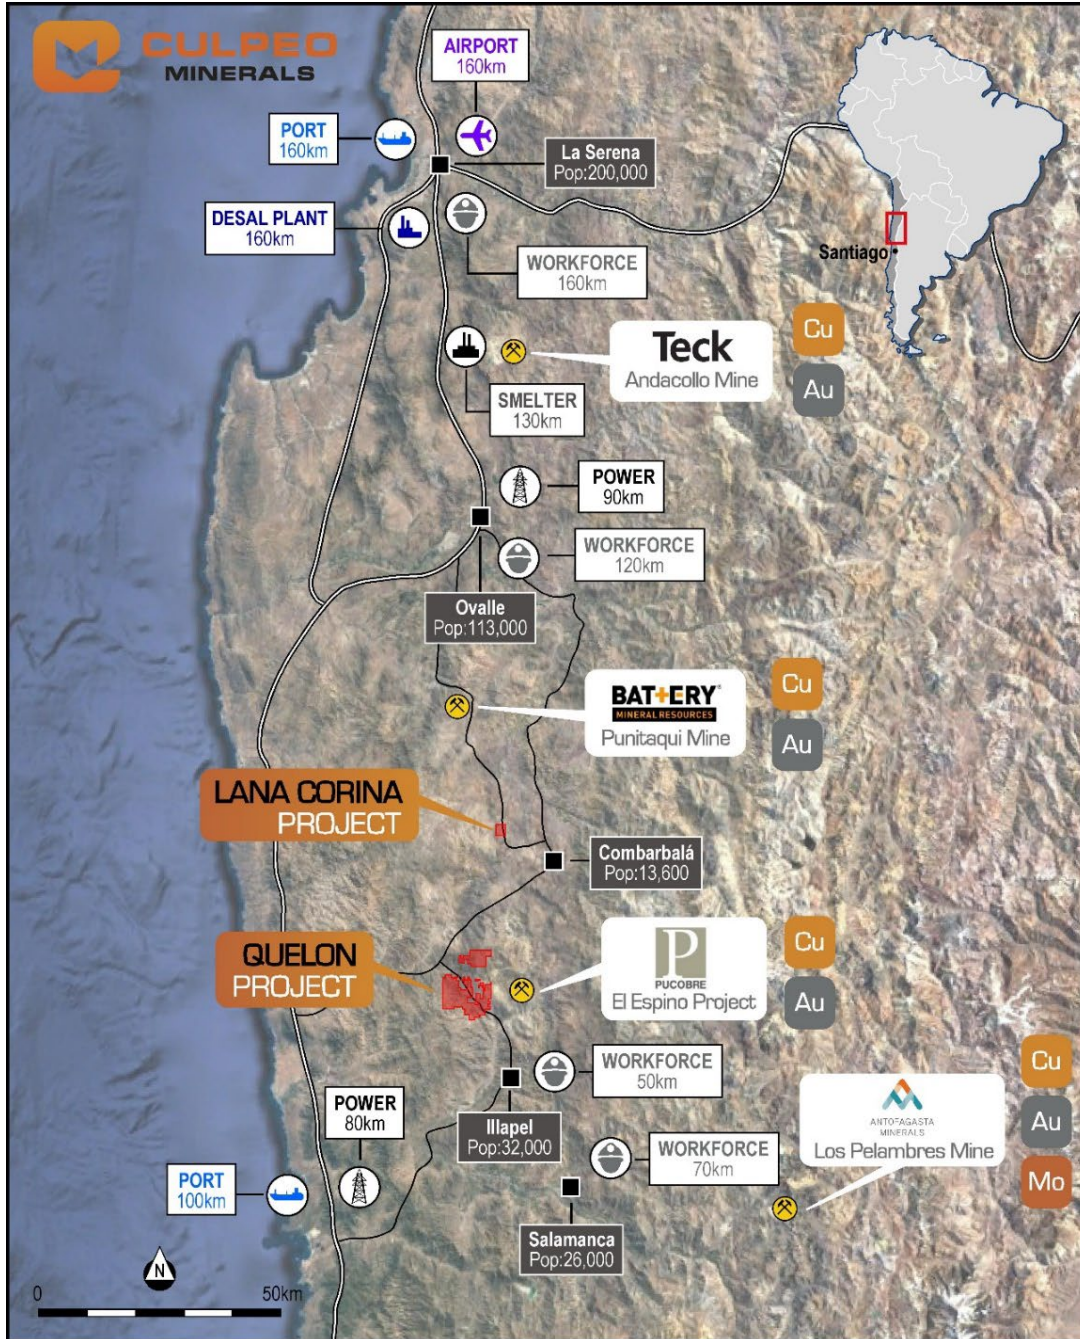 CULPEO
MINERALS
AIRPORT
160km
PORT
160km
La Serena
Pop:200,000
DESAL PLANT
160km
WORKFORCE
160km
Santiago
Teck
Andacollo Mine
Cu
Au
SMELTER
130km
POWER
90km
WORKFORCE
120km
Ovalle
Pop:113,000
BATTERY
MINERAL RESOURCES
Punitaqui Mine
Cu
Au
LANA CORINA
PROJECT
Combarbalá
Pop:13,600
QUELON
PROJECT
P
PUCOBRE
El Espino Project
Cu
Au
WORKFORCE
50km
Illapel
Pop:32,000
POWER
80km
ANTOFAGASTA
MINERALS
Los Pelambres Mine
Cu
Au
Mo
WORKFORCE
70km
PORT
100km
Salamanca
Pop:26,000
N
0 50km